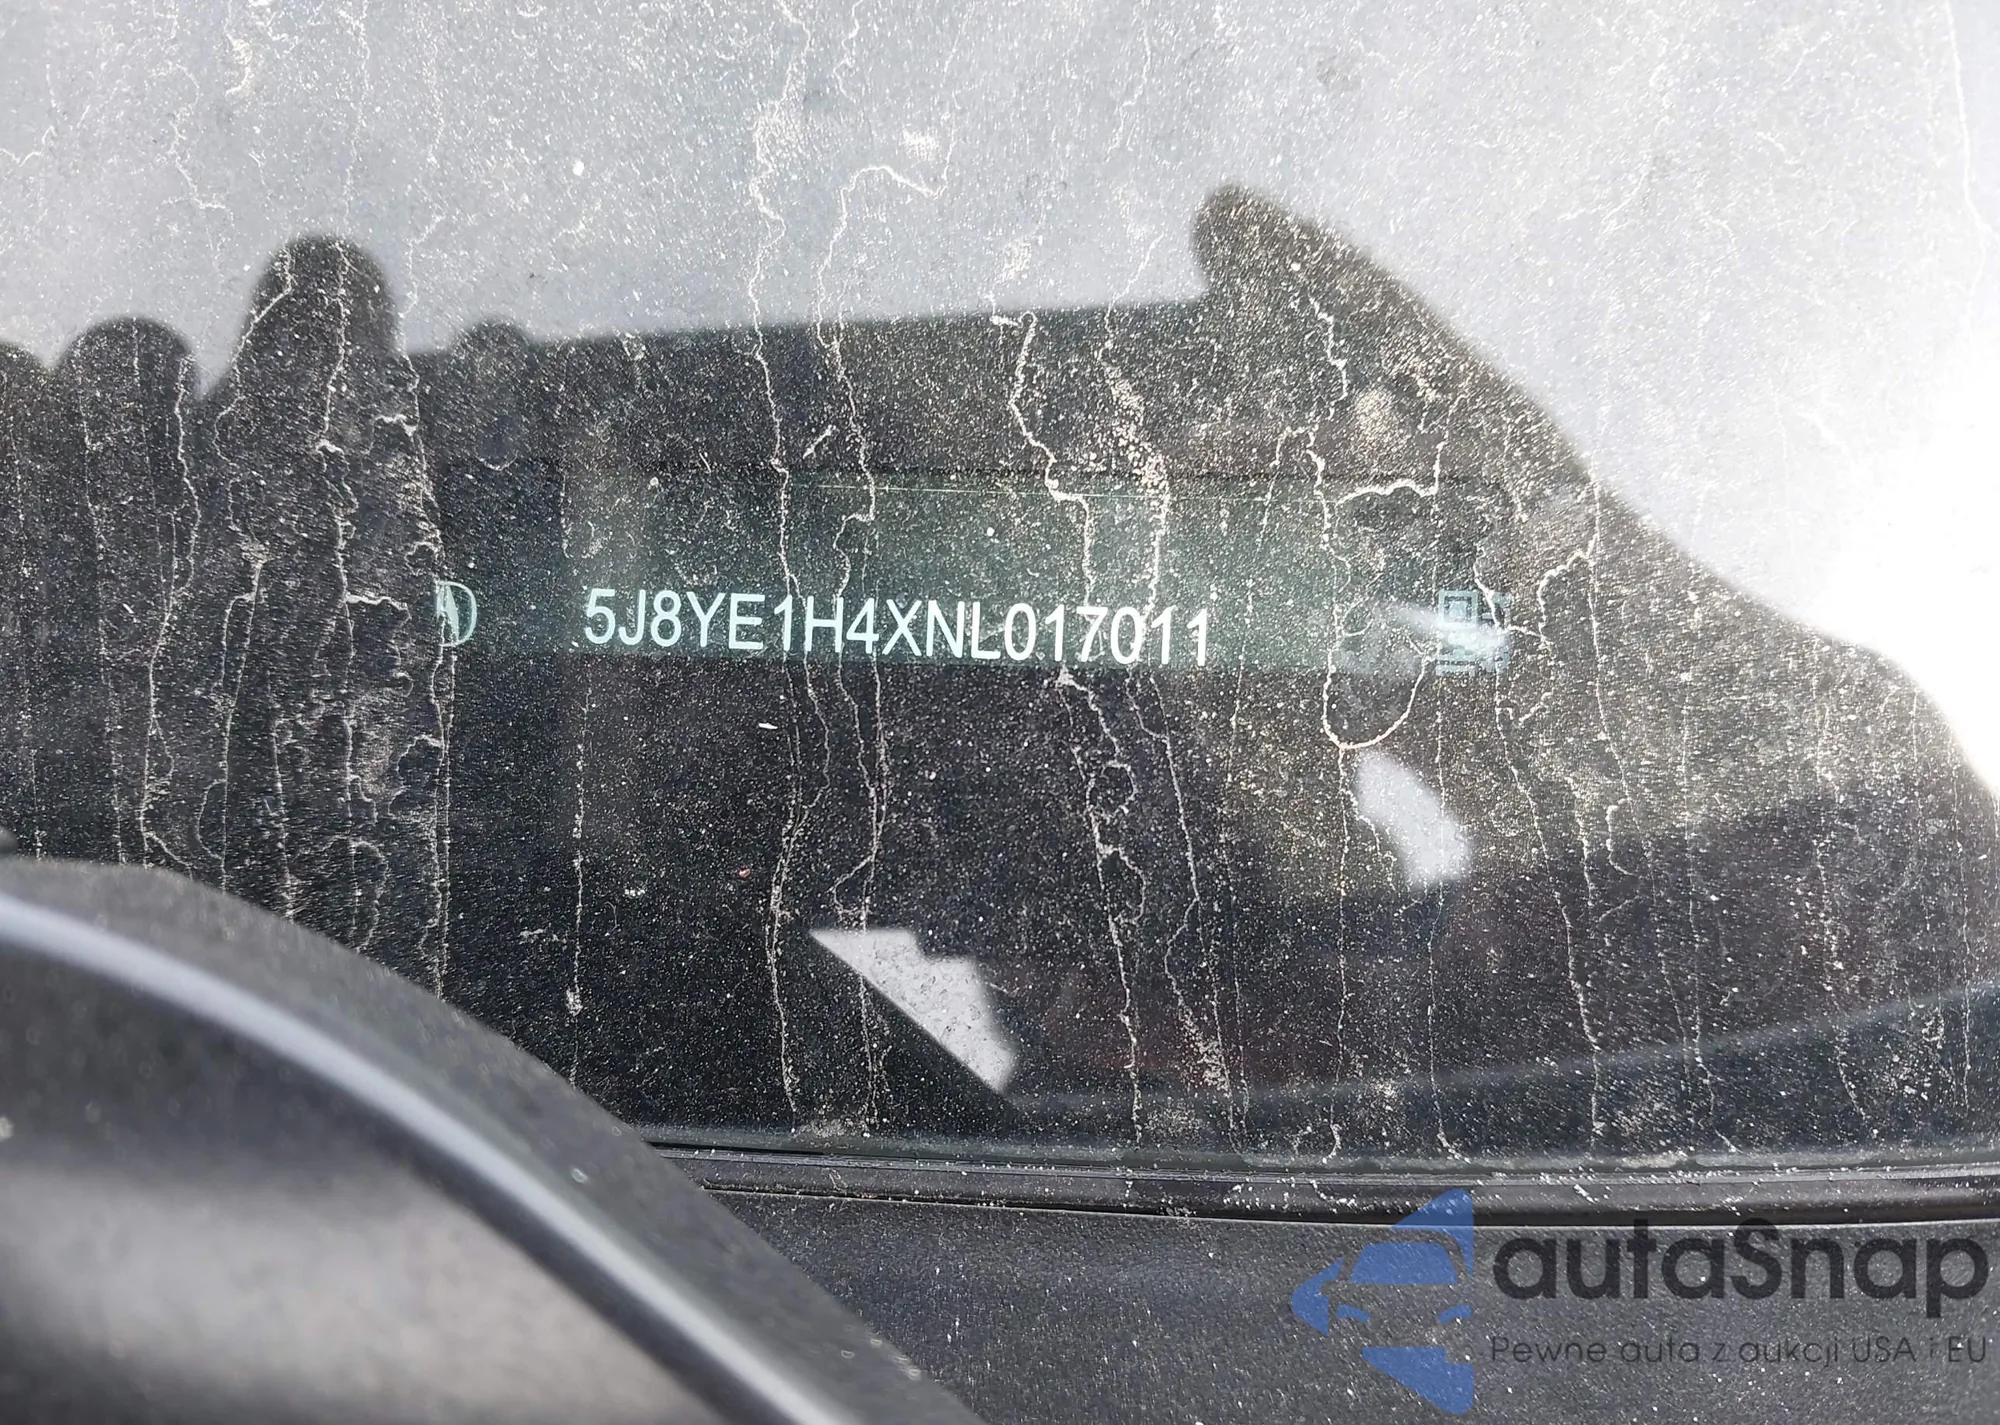 5J8YE1H4XNL017011
autaSnap
Pewne auta z aukcji USA i EU